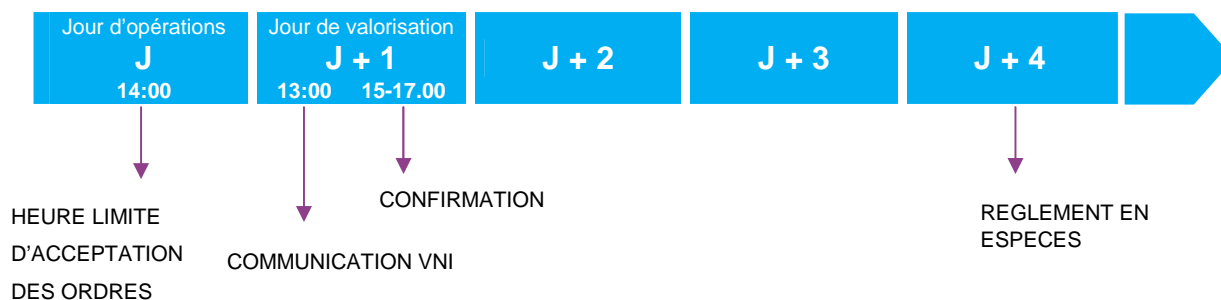 Jour d'opérations
J
14:00
Jour de valorisation
J + 1
13:00 15-17.00
J + 2
J + 3
J + 4
HEURE LIMITE
D'ACCEPTATION
DES ORDRES
COMMUNICATION VNI
CONFIRMATION
REGLEMENT EN
ESPECES